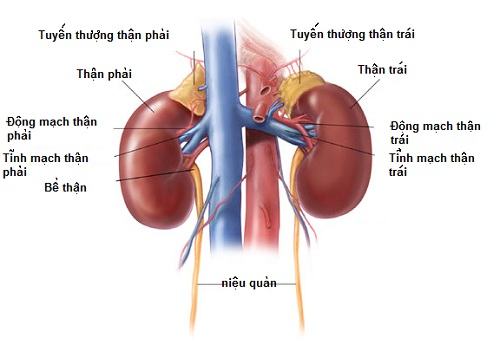 Tuyến thượng thận phải
Thận phải
Động mạch thận
phải
Tĩnh mạch thận
phải
Bể thận
Tuyến thượng thận trái
Thận trái
Động mạch thận
trái
Tĩnh mạch thận
trái
niệu quản